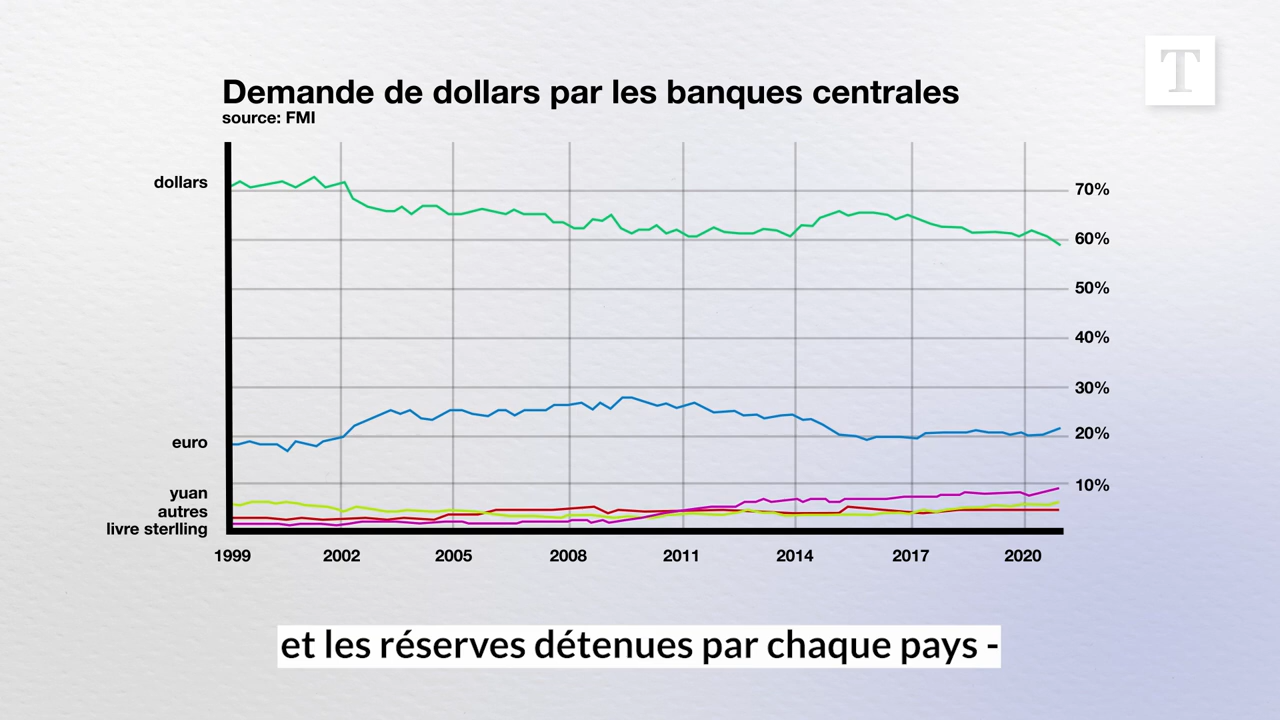 T
Demande de dollars par les banques centrales
source: FMI
dollars
70%
60%
50%
40%
30%
euro
20%
yuan
10%
autres
livre sterlling
1999 2002 2005 2008 2011 2014 2017 2020
et les réserves détenues par chaque pays -